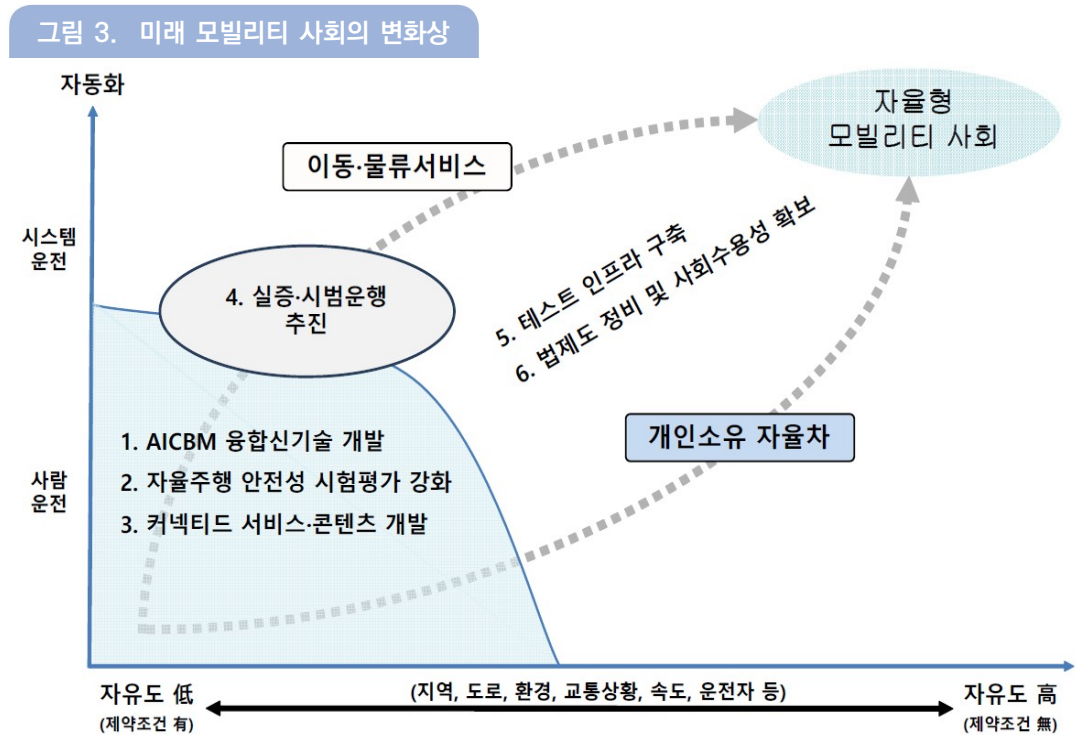 그림 3. 미래 모빌리티 사회의 변화상
자동화
자율형
모빌리티 사회
이동·물류서비스
시스템
운전
4. 실증·시범운행
추진
5. 테스트 인프라 구축
6. 법제도 정비 및 사회수용성 확보
개인소유 자율차
1. AICBM 융합신기술 개발
2. 자율주행 안전성 시험평가 강화
3. 커넥티드 서비스·콘텐츠 개발
사람
운전
자유도 低
(제약조건 有)
(지역, 도로, 환경, 교통상황, 속도, 운전자 등)
자유도 高
(제약조건 無)